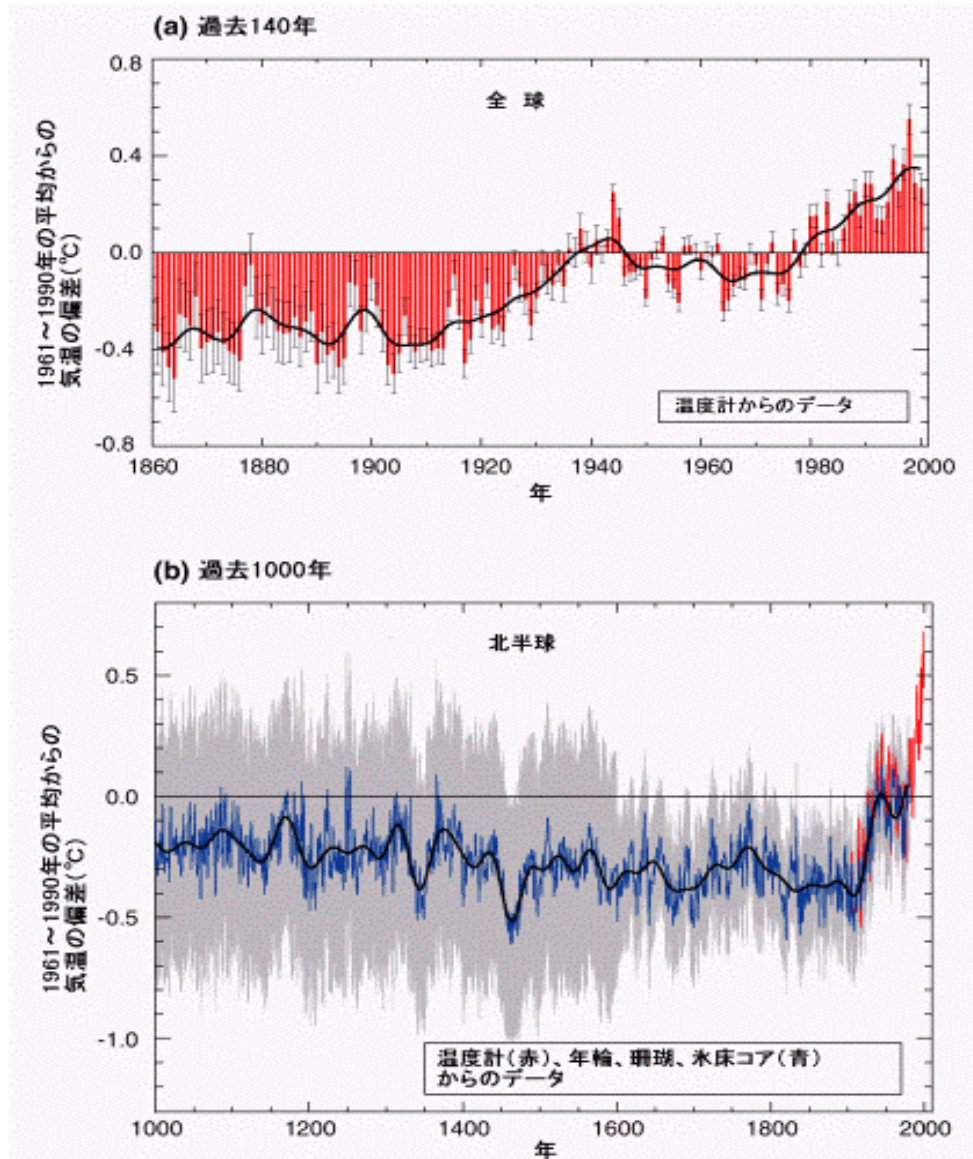 (a) 過去140年
0.8
0.4
0.0
-0.4
-0.8
1961～1990年の平均からの
気温の偏差(℃)
全 球
温度計からのデータ
1860 1880 1900 1920 1940 1960 1980 2000
年
(b) 過去1000年
0.5
0.0
-0.5
-1.0
1961～1990年の平均からの
気温の偏差(℃)
北半球
温度計(赤)、年輪、珊瑚、氷床コア(青)
からのデータ
1000 1200 1400 1600 1800 2000
年